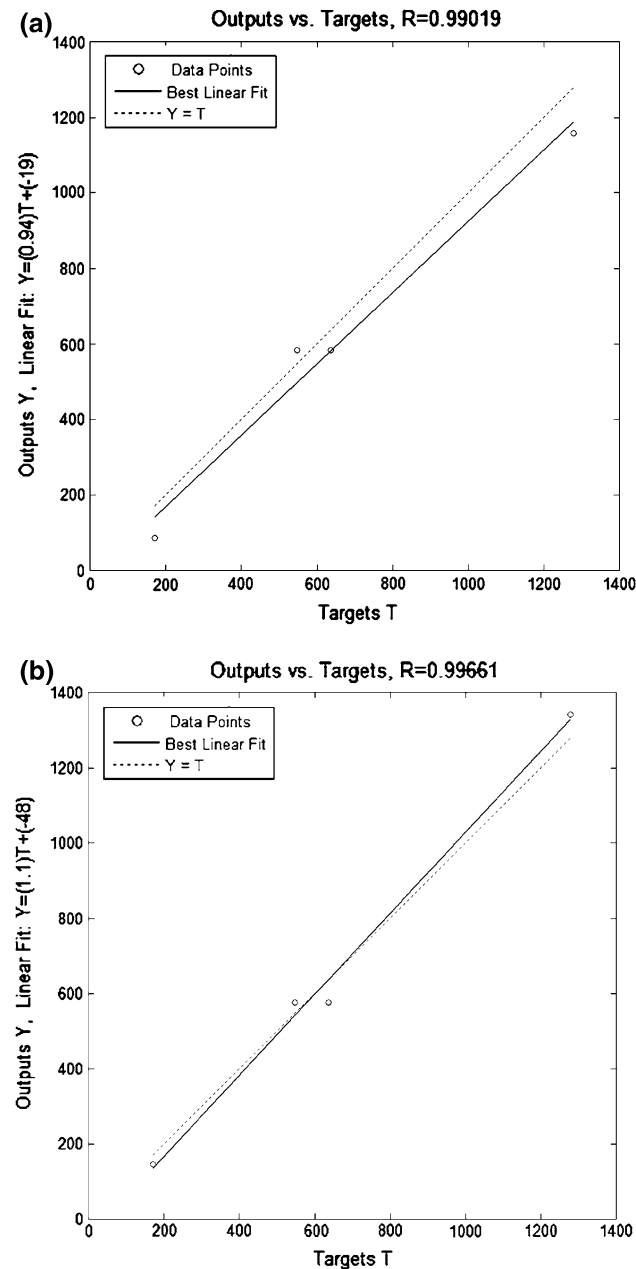 (a)
Outputs vs. Targets, R=0.99019
1400
1200
1000
800
600
400
200
0
Outputs Y, Linear Fit: Y=(0.94)T+(-19)
Data Points
Best Linear Fit
Y = T
0 200 400 600 800 1000 1200 1400
Targets T
(b)
Outputs vs. Targets, R=0.99661
1400
1200
1000
800
600
400
200
0
Outputs Y, Linear Fit: Y=(1.1)T+(-48)
Data Points
Best Linear Fit
Y = T
0 200 400 600 800 1000 1200 1400
Targets T